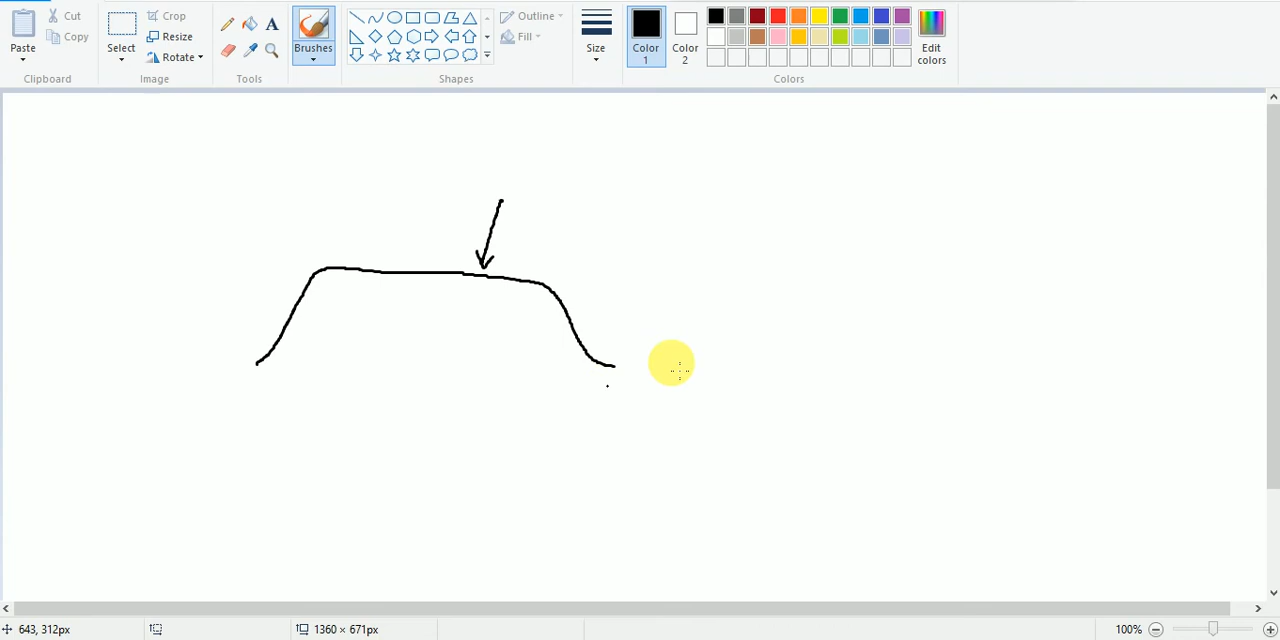 Paste
Cut
Copy
Clipboard
Select
Crop
Resize
Rotate
Image
A
Tools
Brushes
Shapes
Outline
Fill
Size
Color
1
Color
2
Edit
colors
Colors
643, 312px
1360 × 671px
100%